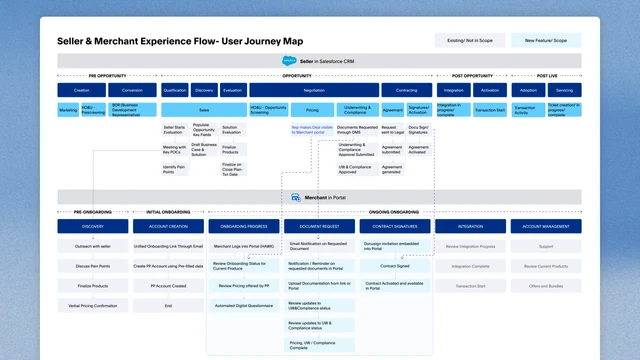 Seller & Merchant Experience Flow- User Journey Map
Existing/ Not in Scope
New Feature/ Scope
Seller in Salesforce CRM
PRE OPPORTUNITY
OPPORTUNITY
POST OPPORTUNITY
POST LIVE
Creation
Conversion
Qualification
Discovery
Evaluation
Negotiation
Contracting
Integration
Activation
Adoption
Servicing
Marketing
HO&U -
Prescreening
BDR (Business
Development
Representative)
Sales
HO&U - Opportunity
Screening
Pricing
Underwriting &
Compliance
Agreement
Signatures/
Activation
Integration in
progress/
complete
Transaction Start
Transaction
Activity
Ticket creation/ in
progress/
complete
Seller Starts
Evaluation
Meeting with
Key POCs
Identify Pain
Points
Populate
Opportunity
Key Fields
Draft Business
Case &
Solution
Solution
Evaluation
Finalize
Products
Finalize on
Close Plan-
Tan Date
Rep makes Deal visible
to Merchant portal
Documents Requested
through DMS
Underwriting &
Compliance
Approval Submitted
UW & Compliance
Approved
Request
sent to Legal
Agreement
submitted
Agreement
generated
Docu Sign/
Signatures
Agreement
Activated
Merchant in Portal
PRE-ONBOARDING
INITIAL ONBOARDING
ONGOING ONBOARDING
DISCOVERY
ACCOUNT CREATION
ONBOARDING PROGRESS
DOCUMENT REQUEST
CONTRACT SIGNATURES
INTEGRATION
ACCOUNT MANAGEMENT
Outreach with seller
Discuss Pain Points
Finalize Products
Verbal Pricing Confirmation
Unified Onboarding Link Through Email
Create PP Account using Pre-filled data
PP Account Created
End
Merchant Logs into Portal (HAWK)
Review Onboarding Status for
Current Produce
Review Pricing offered by PP
Automated Digital Questionnaire
Email Notification on Requested
Document
Notification / Reminder on
requested documents in Portal
Upload Documentation from link or
Portal
Review updates to
UW&Compliance status
Review updates to UW &
Compliance status
Pricing, UW / Compliance
Complete
Docusign invitation embedded
into Portal
Contract Signed
Contract Activated and available
in Portal
Review Integration Progress
Integration Complete
Transaction Start
Support
Review Current Products
Offers and Bundles